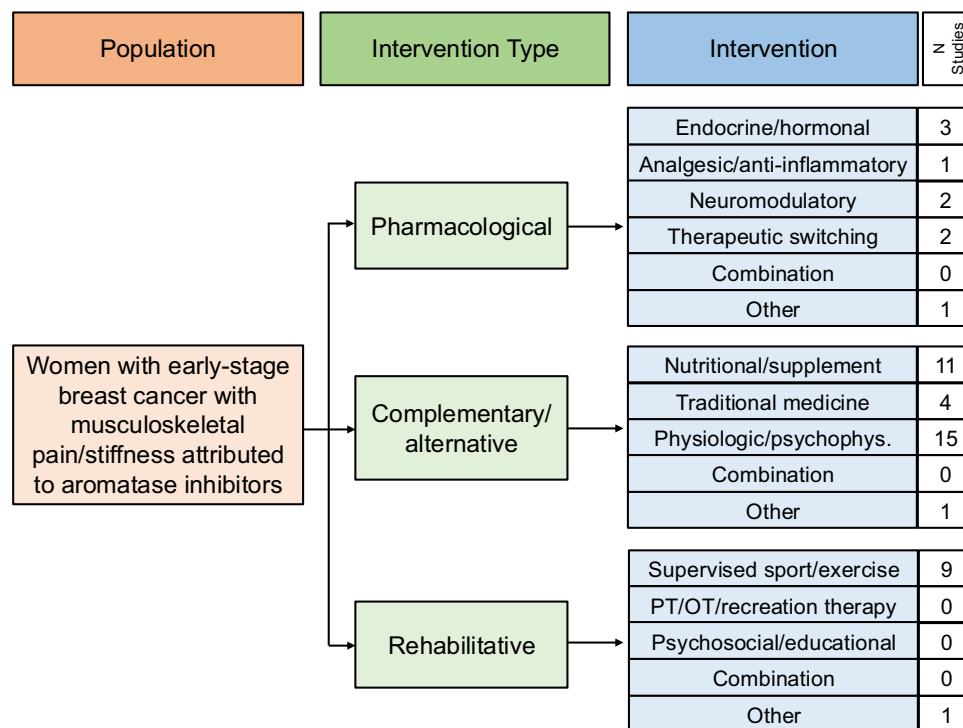 Population
Intervention Type
Intervention
N
Studies
Women with early-stage
breast cancer with
musculoskeletal
pain/stiffness attributed
to aromatase inhibitors
Pharmacological
Endocrine/hormonal 3
Analgesic/anti-inflammatory 1
Neuromodulatory 2
Therapeutic switching 2
Combination 0
Other 1
Complementary/
alternative
Nutritional/supplement 11
Traditional medicine 4
Physiologic/psychophys. 15
Combination 0
Other 1
Rehabilitative
Supervised sport/exercise 9
PT/OT/recreation therapy 0
Psychosocial/educational 0
Combination 0
Other 1